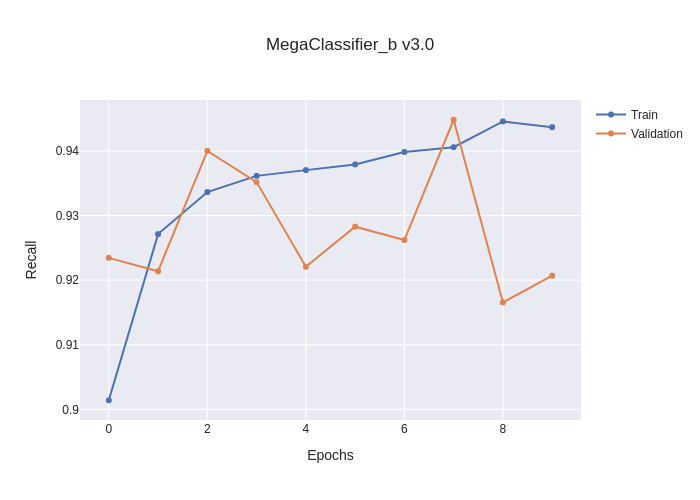 MegaClassifier_b v3.0
Train
Validation
0.94
0.93
0.92
0.91
0.9
Recall
0
2
4
6
8
Epochs